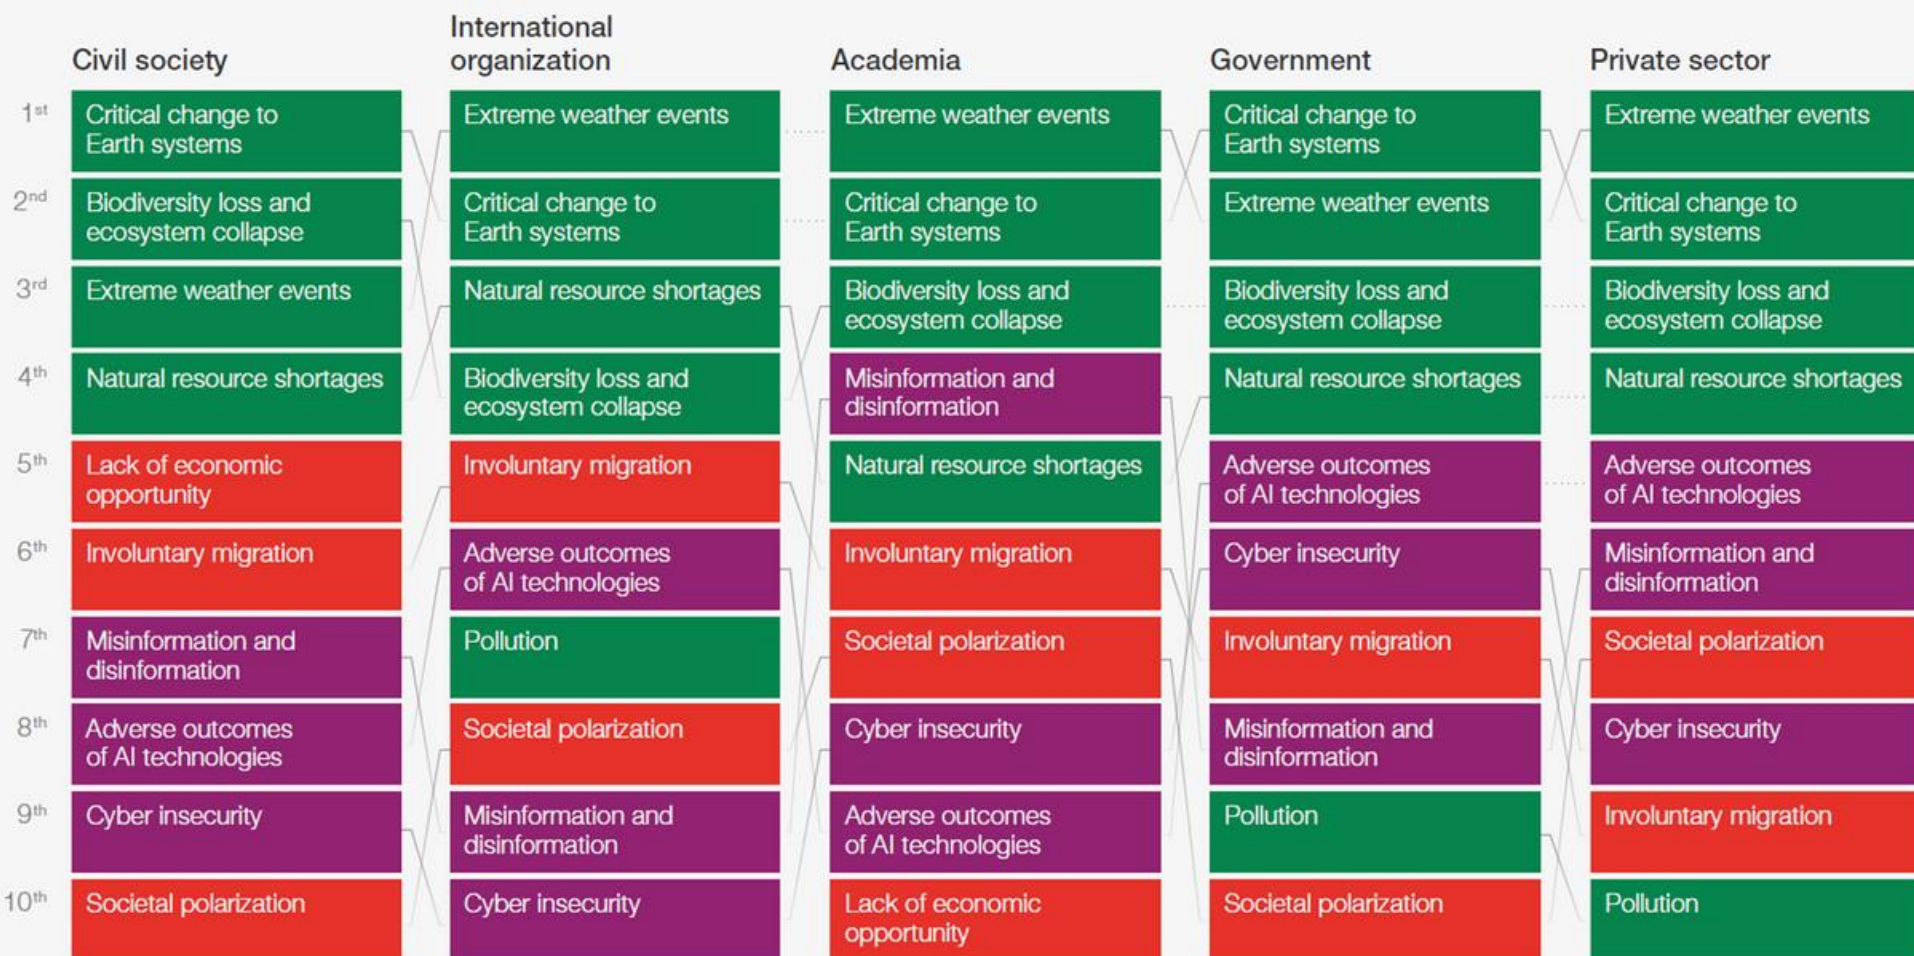 Civil society
International
organization
Academia
Government
Private sector
1st
Critical change to
Earth systems
Extreme weather events
Extreme weather events
Critical change to
Earth systems
Extreme weather events
2nd
Biodiversity loss and
ecosystem collapse
Critical change to
Earth systems
Critical change to
Earth systems
Extreme weather events
Critical change to
Earth systems
3rd
Extreme weather events
Natural resource shortages
Biodiversity loss and
ecosystem collapse
Biodiversity loss and
ecosystem collapse
Biodiversity loss and
ecosystem collapse
4th
Natural resource shortages
Biodiversity loss and
ecosystem collapse
Misinformation and
disinformation
Natural resource shortages
Natural resource shortages
5th
Lack of economic
opportunity
Involuntary migration
Natural resource shortages
Adverse outcomes
of AI technologies
Adverse outcomes
of AI technologies
6th
Involuntary migration
Adverse outcomes
of AI technologies
Involuntary migration
Cyber insecurity
Misinformation and
disinformation
7th
Misinformation and
disinformation
Pollution
Societal polarization
Involuntary migration
Societal polarization
8th
Adverse outcomes
of AI technologies
Societal polarization
Cyber insecurity
Misinformation and
disinformation
Cyber insecurity
9th
Cyber insecurity
Misinformation and
disinformation
Adverse outcomes
of AI technologies
Pollution
Involuntary migration
10th
Societal polarization
Cyber insecurity
Lack of economic
opportunity
Societal polarization
Pollution